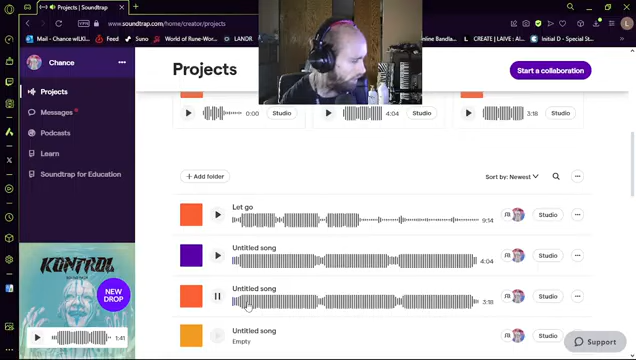 Projects | Soundtrap
www.soundtrap.com/home/creator/projects
Feed
Suno
World of Rune-Wor
LANDR
Online Bandla
CREATE | LAIVE: AI
Initial D - Special St
Chance
Projects
Start a collaboration
Projects
Messages
Podcasts
Learn
Soundtrap for Education
0:00
Studio
4:04
Studio
3:18
Studio
+ Add folder
Sort by: Newest
Let go
9:14
Studio
Untitled song
4:04
Studio
Untitled song
3:18
Studio
Untitled song
Empty
Studio
KONTROL
NEW
DROP
1:41
Support